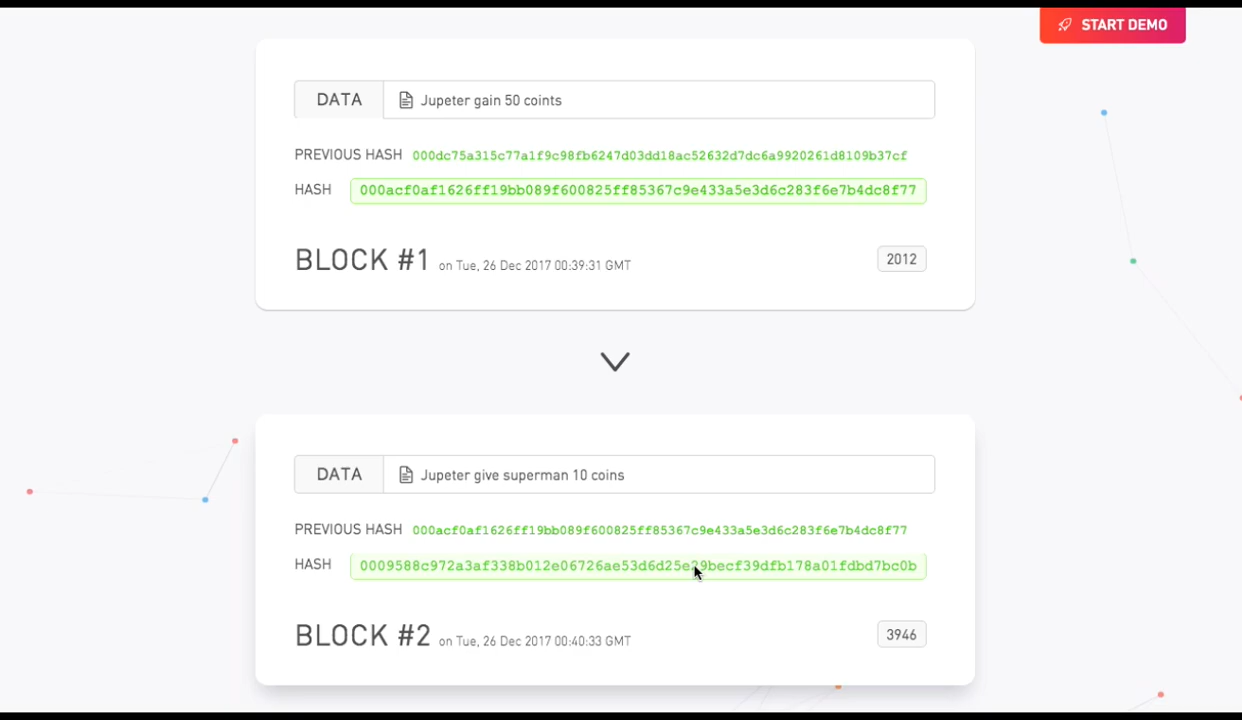 START DEMO
DATA Jupeter gain 50 coints
PREVIOUS HASH 000dc75a315c77a1f9c98fb6247d03dd18ac52632d7dc6a9920261d8109b37cf
HASH 000acf0af1626ff19bb089f600825ff85367c9e433a5e3d6c283f6e7b4dc8f77
BLOCK #1 on Tue, 26 Dec 2017 00:39:31 GMT 2012
DATA Jupeter give superman 10 coins
PREVIOUS HASH 000acf0af1626ff19bb089f600825ff85367c9e433a5e3d6c283f6e7b4dc8f77
HASH 0009588c972a3af338b012e06726ae53d6d25e29becf39dfb178a01fdbd7bc0b
BLOCK #2 on Tue, 26 Dec 2017 00:40:33 GMT 3946